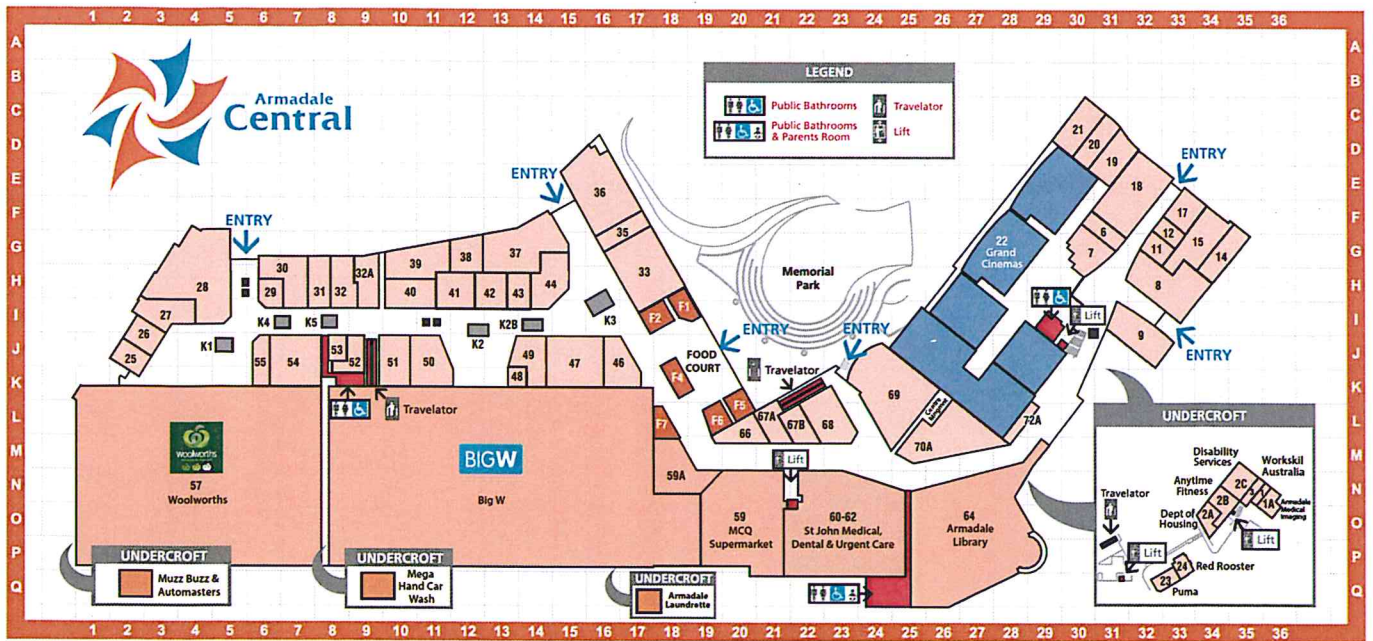 1 2 3 4 5 6 7 8 9 10 11 12 13 14 15 16 17 18 19 20 21 22 23 24 25 26 27 28 29 30 31 32 33 34 35 36
A A
B B
C C
D D
E E
F F
G G
H H
I I
J J
K K
L L
M M
N N
O O
P P
Q Q
Armadale
Central
LEGEND
Public Bathrooms
Travelator
Public Bathrooms
& Parents Room
Lift
ENTRY
ENTRY
ENTRY
ENTRY
ENTRY
ENTRY
28
27
26
25
30
29
31
32
32A
39
38
37
40
41
42
43
44
36
35
33
F2
F1
K1
K4
K5
K2
K2B
K3
55
54
53
52
51
50
49
48
47
46
Travelator
FOOD
COURT
F4
F5
F6
F7
Memorial
Park
Travelator
67A
67B
68
66
69
Centre
70A
72A
22
Grand
Cinemas
21
20
19
18
6
7
17
12
11
15
14
8
9
Lift
Lift
woolworths
57
Woolworths
BIGW
Big W
59A
59
MCQ
Supermarket
60-62
St John Medical,
Dental & Urgent Care
64
Armadale
Library
UNDERCROFT
Muzz Buzz &
Automasters
UNDERCROFT
Mega
Hand Car
Wash
UNDERCROFT
Armadale
Laundrette
UNDERCROFT
Disability
Services
Workskil
Australia
Anytime
Fitness
2C
3
1
1A
Armadale
Medical
Imaging
Travelator
2B
Dept of
Housing
2A
Lift
Lift
24
Red Rooster
23
Puma